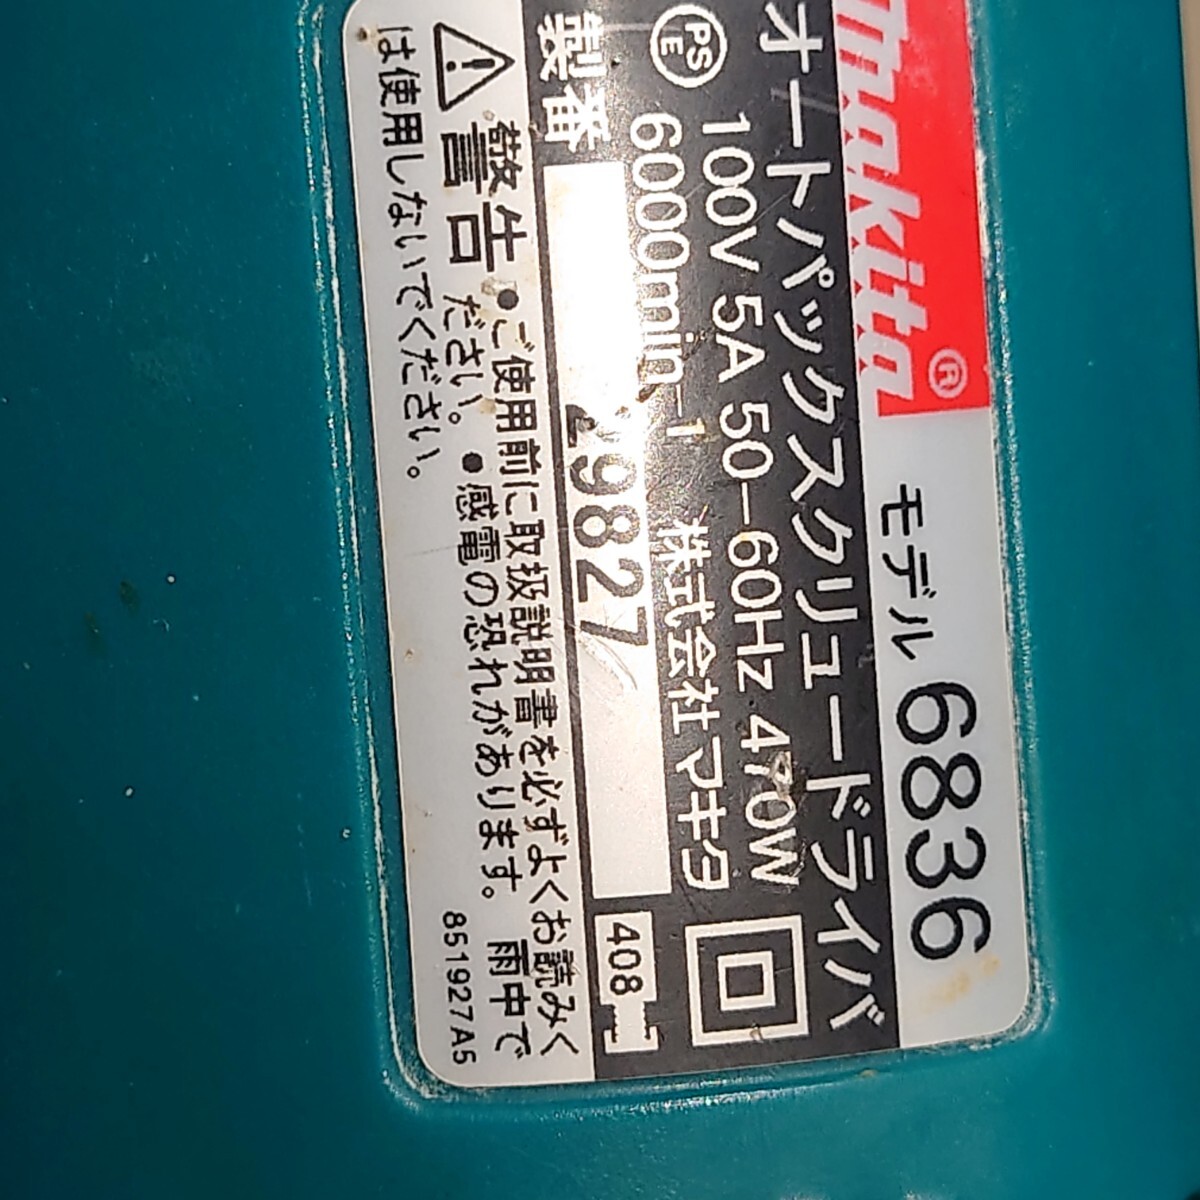 makita® モデル 6836
オートパックスクリュードライバ
PSE 100V 5A 50-60Hz 470W
6000min-1 株式会社マキタ
製番 29827 408
警告 •ご使用前に取扱説明書を必ずよくお読みく
ださい。 •感電の恐れがあります。 雨中で
は使用しないでください。 851927A5